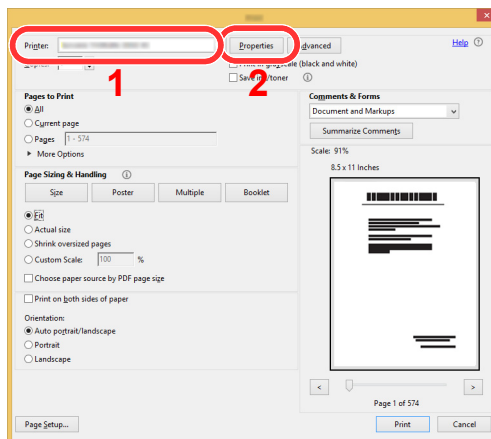 Printer:
Properties
Advanced
Help
1
2
Copies:
Print in grayscale (black and white)
Save ink/toner
Pages to Print
All
Current page
Pages
1 - 574
More Options
Comments & Forms
Document and Markups
Summarize Comments
Page Sizing & Handling
Size
Poster
Multiple
Booklet
Fit
Actual size
Shrink oversized pages
Custom Scale:
100
%
Choose paper source by PDF page size
Print on both sides of paper
Orientation:
Auto portrait/landscape
Portrait
Landscape
Scale: 91%
8.5 x 11 Inches
<
>
Page 1 of 574
Page Setup...
Print
Cancel